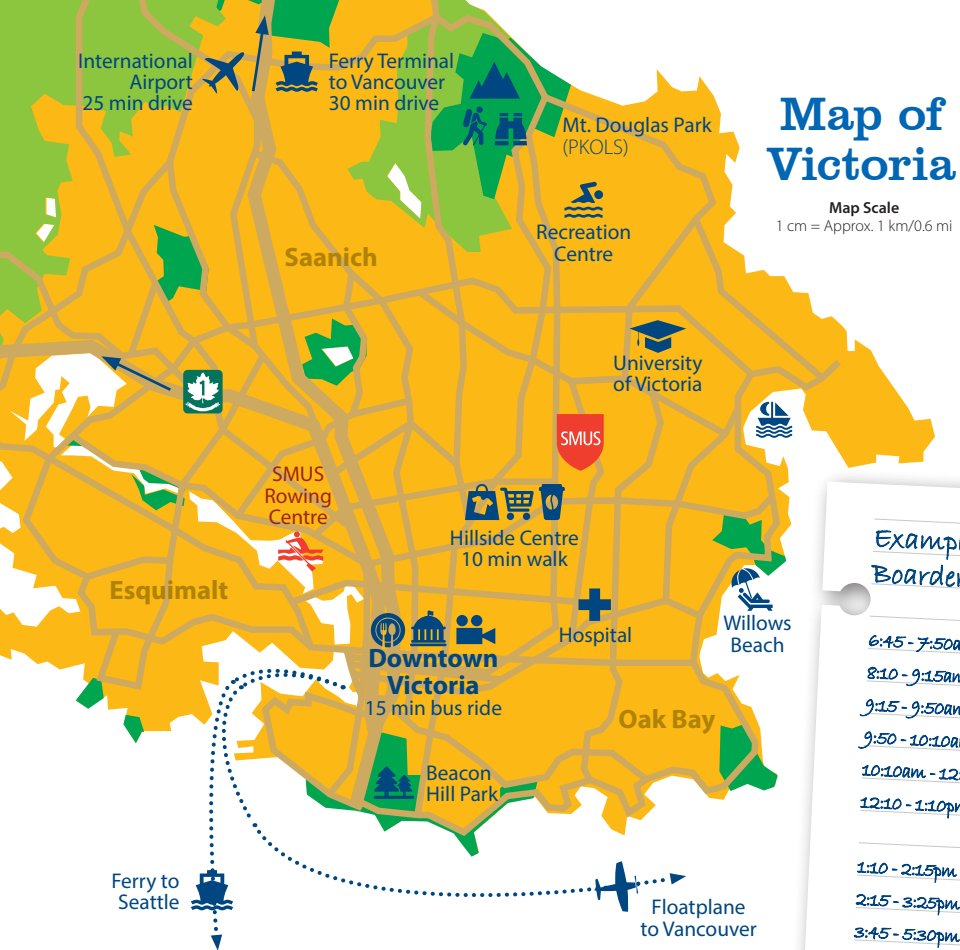 International
Airport
25 min drive
Ferry Terminal
to Vancouver
30 min drive
Mt. Douglas Park
(PKOLS)
Map of
Victoria
Map Scale
1 cm = Approx. 1 km/0.6 mi
Recreation
Centre
Saanich
University
of Victoria
1
SMUS
SMUS
Rowing
Centre
Hillside Centre
10 min walk
Esquimalt
Hospital
Willows
Beach
Downtown
Victoria
15 min bus ride
Oak Bay
Beacon
Hill Park
Ferry to
Seattle
Floatplane
to Vancouver
6:45 - 7:50a
8:10 - 9:15am
9:15 - 9:50am
9:50 - 10:10a
10:10am - 12:
12:10 - 1:10pm
1:10 - 2:15pm
2:15 - 3:25pm
3:45 - 5:30pm